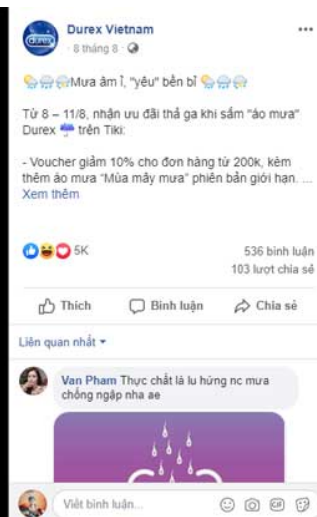 durex
Durex Vietnam
8 tháng 8 ·
Mưa âm ỉ, "yêu" bền bỉ
Từ 8 – 11/8, nhận ưu đãi thả ga khi sắm "áo mưa"
Durex trên Tiki:
- Voucher giảm 10% cho đơn hàng từ 200k, kèm
thêm áo mưa "Mùa mây mưa" phiên bản giới hạn. ...
Xem thêm
5K
536 bình luận
103 lượt chia sẻ
Thích Bình luận Chia sẻ
Liên quan nhất
Van Pham Thực chất là lu hứng nc mưa
chống ngập nha ae
Viết bình luận...
GIF